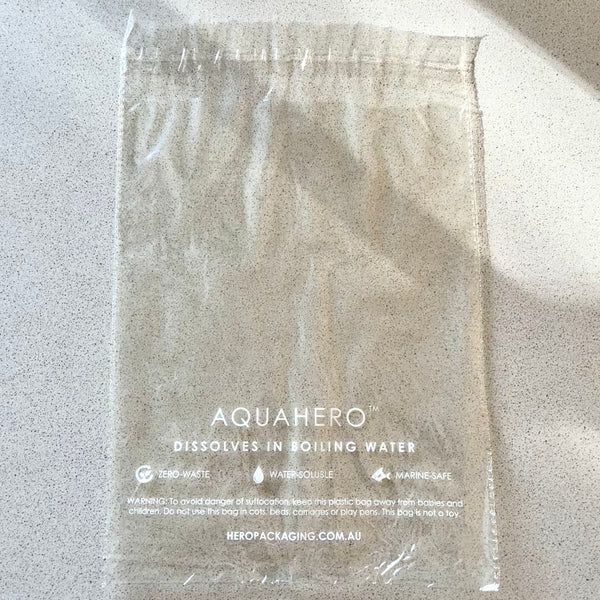 AQUAHERO™
DISSOLVES IN BOILING WATER
ZERO-WASTE WATER-SOLUBLE MARINE-SAFE
WARNING: To avoid danger of suffocation, keep this plastic bag away from babies and
children. Do not use this bag in cots, beds, carriages or play pens. This bag is not a toy
HEROPACKAGING.COM.AU